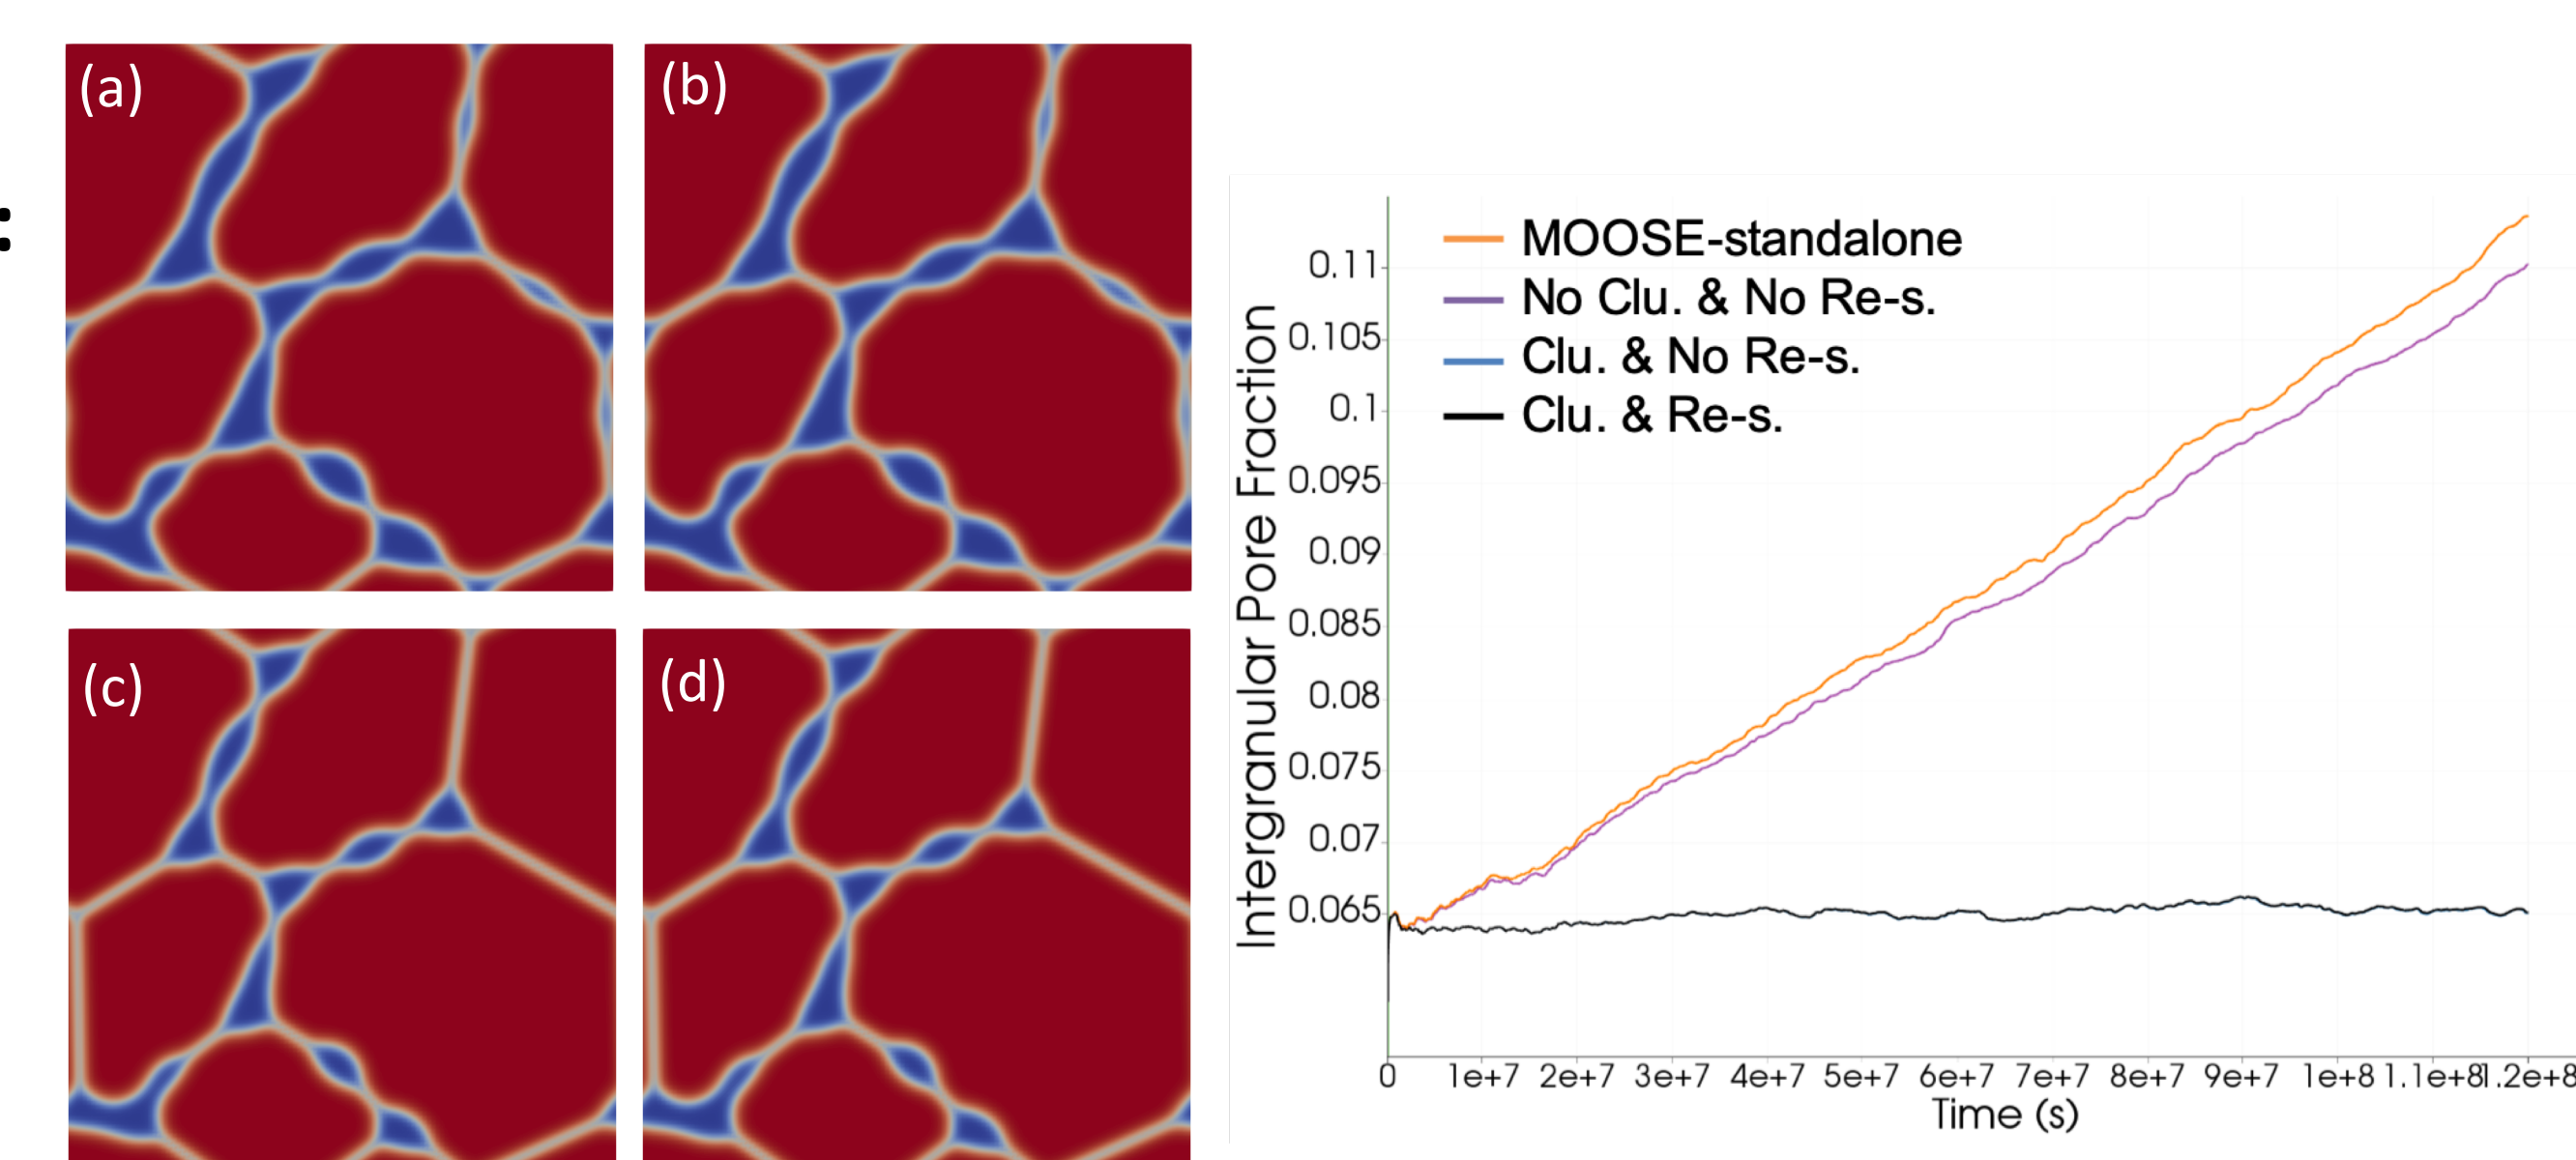 :
(a)
(b)
(c)
(d)
MOOSE-standalone
No Clu. & No Re-s.
Clu. & No Re-s.
Clu. & Re-s.
Intergranular Pore Fraction
0.11
0.105
0.1
0.095
0.09
0.085
0.08
0.075
0.07
0.065
0 1e+7 2e+7 3e+7 4e+7 5e+7 6e+7 7e+7 8e+7 9e+7 1e+8 1.1e+8 1.2e+8
Time (s)